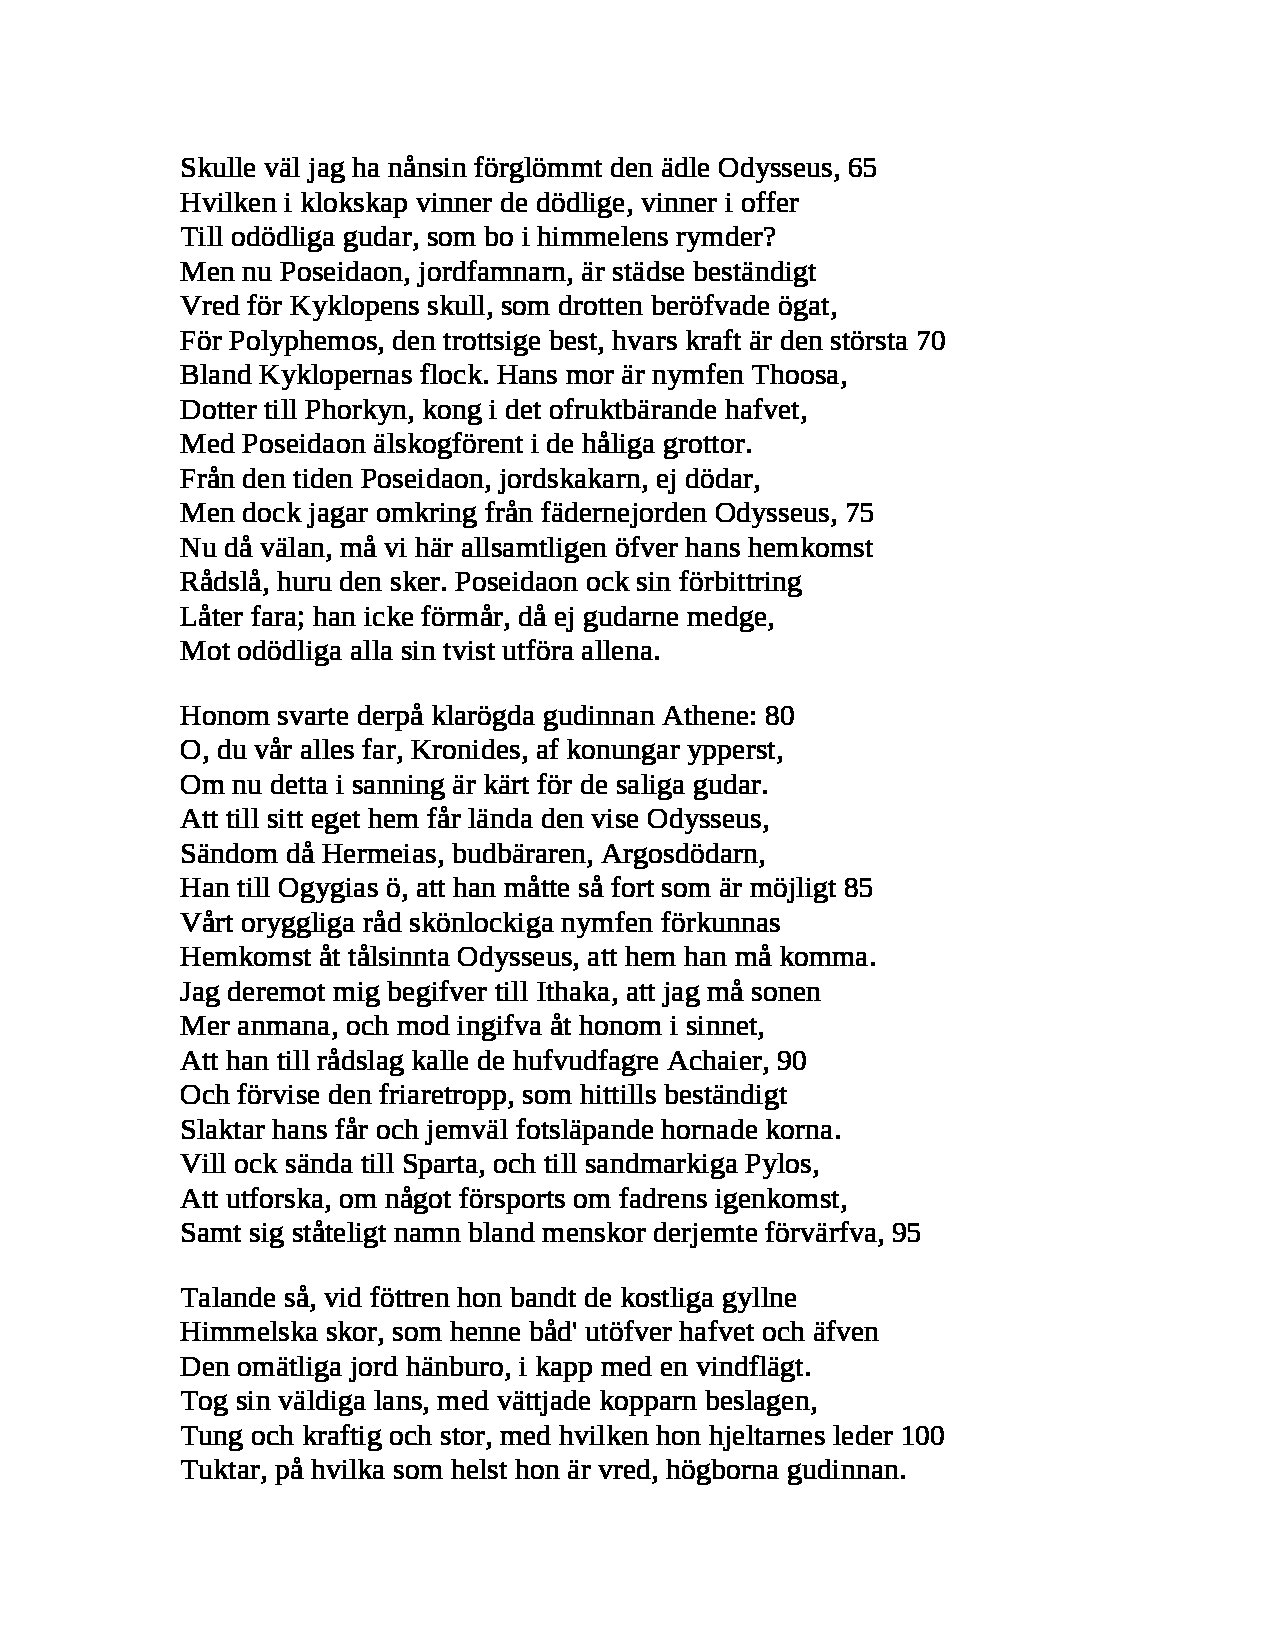 Skulle väl jag ha nånsin förglömmt den ädle Odysseus, 65
Hvilken i klokskap vinner de dödlige, vinner i offer
Till odödliga gudar, som bo i himmelens rymder?
Men nu Poseidaon, jordfamnarn, är städse beständigt
Vred för Kyklopens skull, som drotten beröfvade ögat,
För Polyphemos, den trottsige best, hvars kraft är den största 70
Bland Kyklopernas flock. Hans mor är nymfen Thoosa,
Dotter till Phorkyn, kong i det ofruktbärande hafvet,
Med Poseidaon älskogförent i de håliga grottor.
Från den tiden Poseidaon, jordskakarn, ej dödar,
Men dock jagar omkring från fädernejorden Odysseus, 75
Nu då välan, må vi här allsamtligen öfver hans hemkomst
Rådslå, huru den sker. Poseidaon ock sin förbittring
Låter fara; han icke förmår, då ej gudarne medge,
Mot odödliga alla sin tvist utföra allena.
Honom svarte derpå klarögda gudinnan Athene: 80
O, du vår alles far, Kronides, af konungar ypperst,
Om nu detta i sanning är kärt för de saliga gudar.
Att till sitt eget hem får lända den vise Odysseus,
Sändom då Hermeias, budbäraren, Argosdödarn,
Han till Ogygias ö, att han måtte så fort som är möjligt 85
Vårt oryggliga råd skönlockiga nymfen förkunnas
Hemkomst åt tålsinnta Odysseus, att hem han må komma.
Jag deremot mig begifver till Ithaka, att jag må sonen
Mer anmana, och mod ingifva åt honom i sinnet,
Att han till rådslag kalle de hufvudfagre Achaier, 90
Och förvise den friaretropp, som hittills beständigt
Slaktar hans får och jemväl fotsläpande hornade korna.
Vill ock sända till Sparta, och till sandmarkiga Pylos,
Att utforska, om något försports om fadrens igenkomst,
Samt sig ståteligt namn bland menskor derjemte förvärfva, 95
Talande så, vid föttren hon bandt de kostliga gyllne
Himmelska skor, som henne båd' utöfver hafvet och äfven
Den omätliga jord hänburo, i kapp med en vindflägt.
Tog sin väldiga lans, med vättjade kopparn beslagen,
Tung och kraftig och stor, med hvilken hon hjeltarnes leder 100
Tuktar, på hvilka som helst hon är vred, högborna gudinnan.